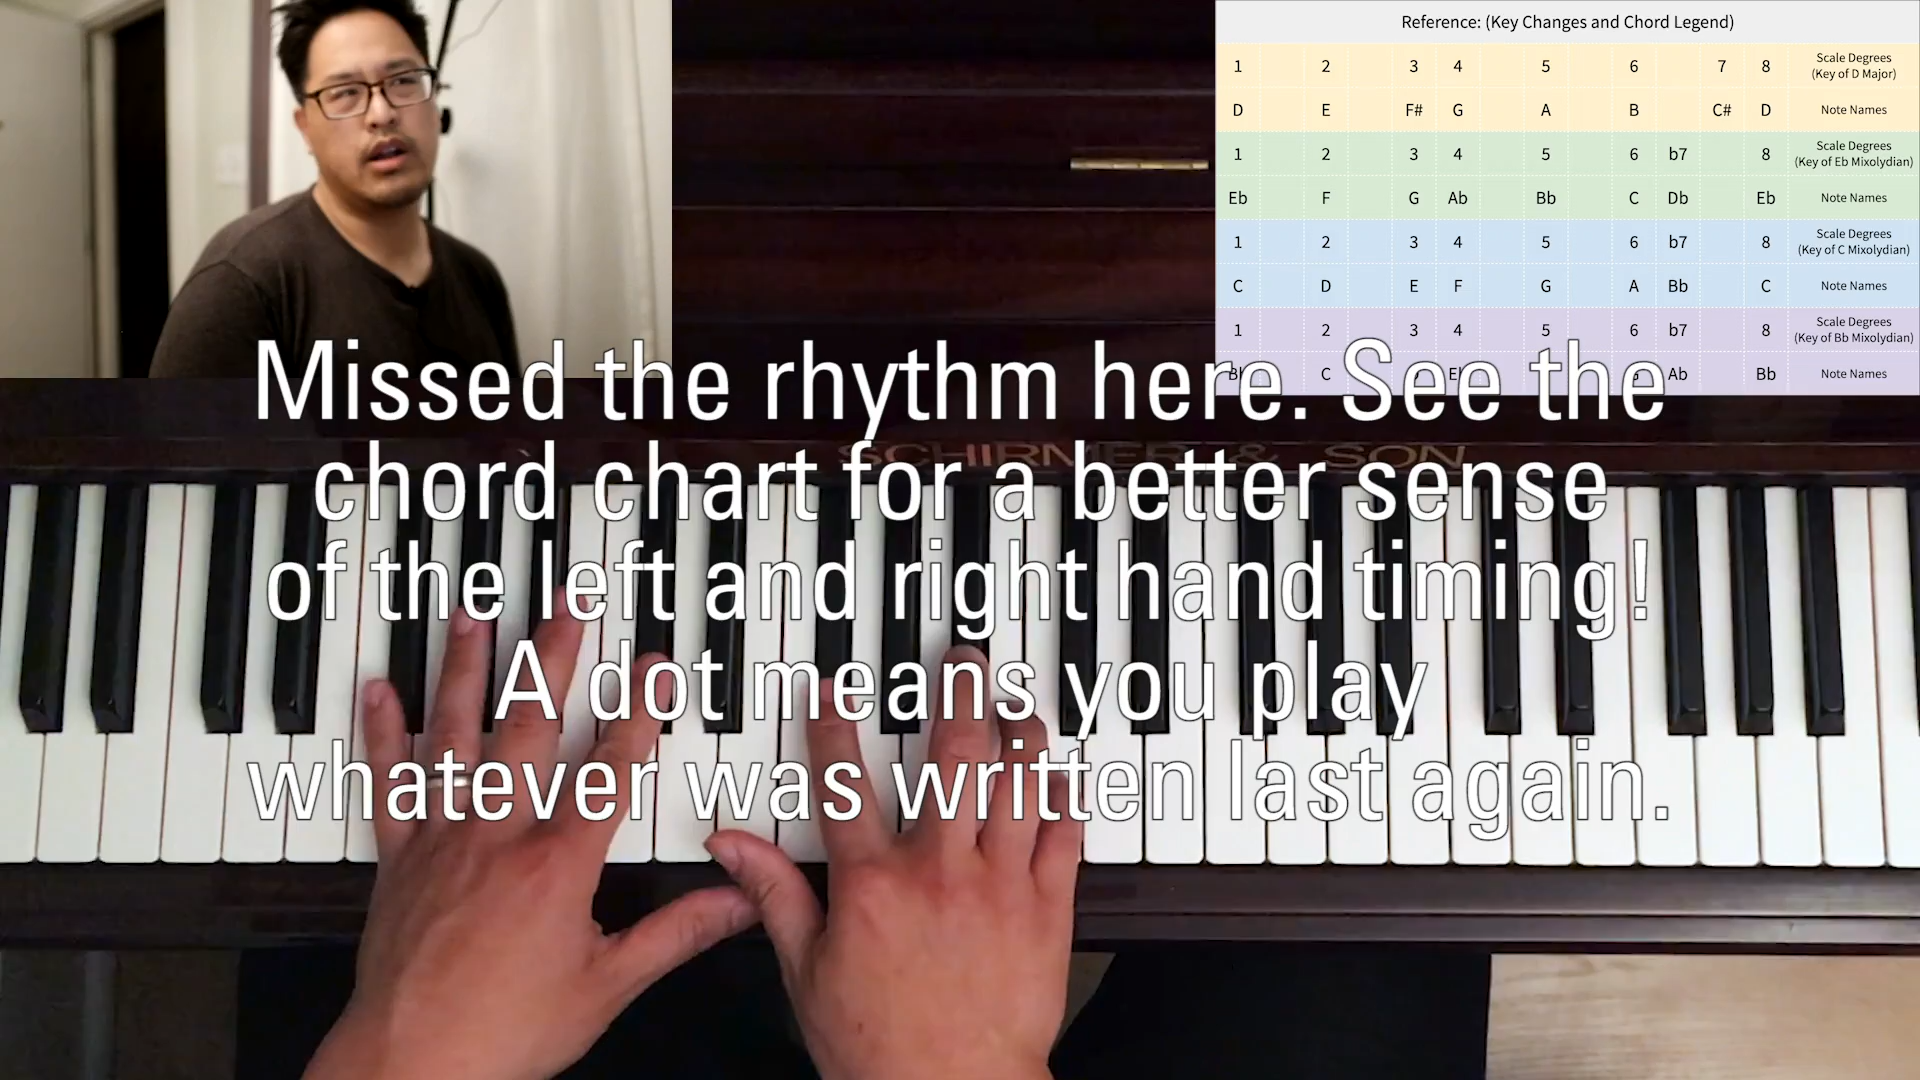 Reference: (Key Changes and Chord Legend)
1 2 3 4 5 6 7 8 Scale Degrees
(Key of D Major)
D E F# G A B C# D Note Names
1 2 3 4 5 6 b7 8 Scale Degrees
(Key of Eb Mixolydian)
Eb F G Ab Bb C Db Eb Note Names
1 2 3 4 5 6 b7 8 Scale Degrees
(Key of C Mixolydian)
C D E F G A Bb C Note Names
1 2 3 4 5 6 b7 8 Scale Degrees
(Key of Bb Mixolydian)
C Ab Bb Note Names
Missed the rhythm here. See the
chord chart for a better sense
of the left and right hand timing!
A dot means you play
whatever was written last again.
SCHIRMER & SON